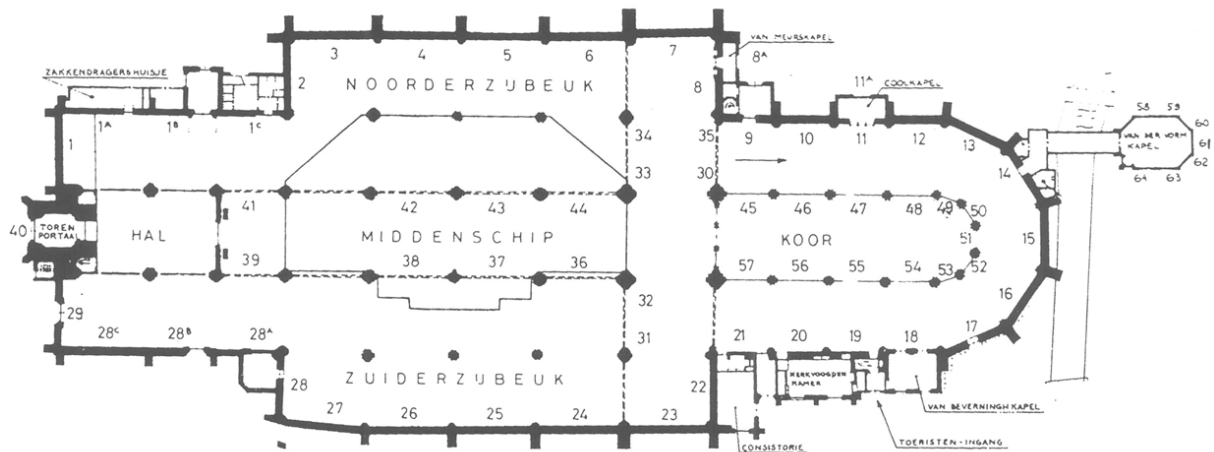 3 4 5 6 7
VAN MEURSKAPEL
8A
ZAKKENDRAGERSHUISJE
2
NOORDERZIJBEUK
8
11A
COOLKAPEL
58 59
60
VAN DER VORM
KAPEL
61
62
64 63
1A 1B 1C
1
34
35
9 10 11 12 13
14
33
30
41 42 43 44
45 46 47 48 49
50
40
TOREN
PORTAAL
HAL
MIDDENSCHIP
KOOR
51
15
39 38 37 36
57 56 55 54 53 52
32
29
31
16
28C 28B 28A
21 20 19 18 17
ZUIDERZIJBEUK
KERKVOOGDEN
KAMER
28
22
27 26 25 24 23
VAN BEVERNINGHKAPEL
TOERISTEN-INGANG
CONSISTORIE